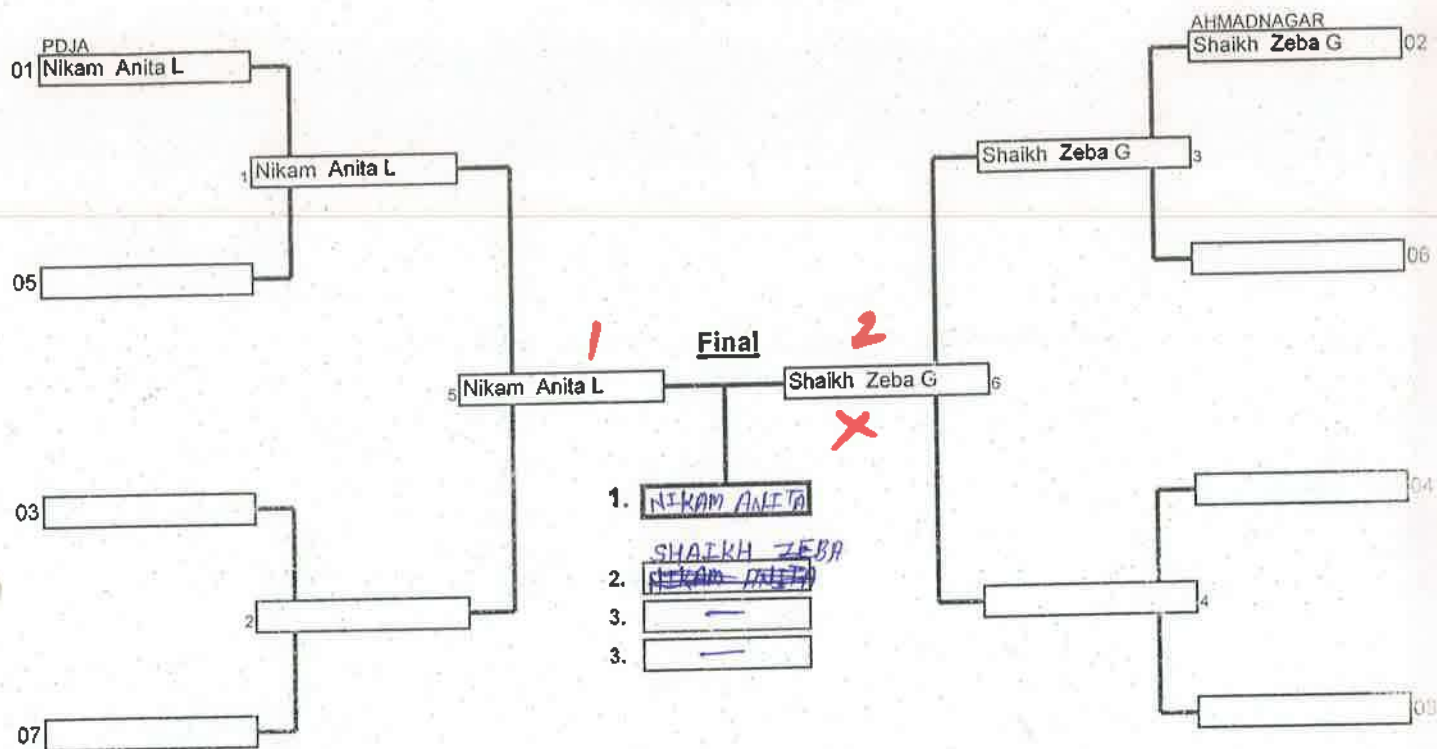 PDJA
01 Nikam Anita L
AHMADNAGAR
Shaikh Zeba G 02
1 Nikam Anita L
Shaikh Zeba G 3
05
06
1
Final
2
5 Nikam Anita L
Shaikh Zeba G 6
X
1. NIKAM ANITA
SHAIKH ZEBA
2. NIKAM ANITA
3. —
3. —
03
04
2
4
07
08